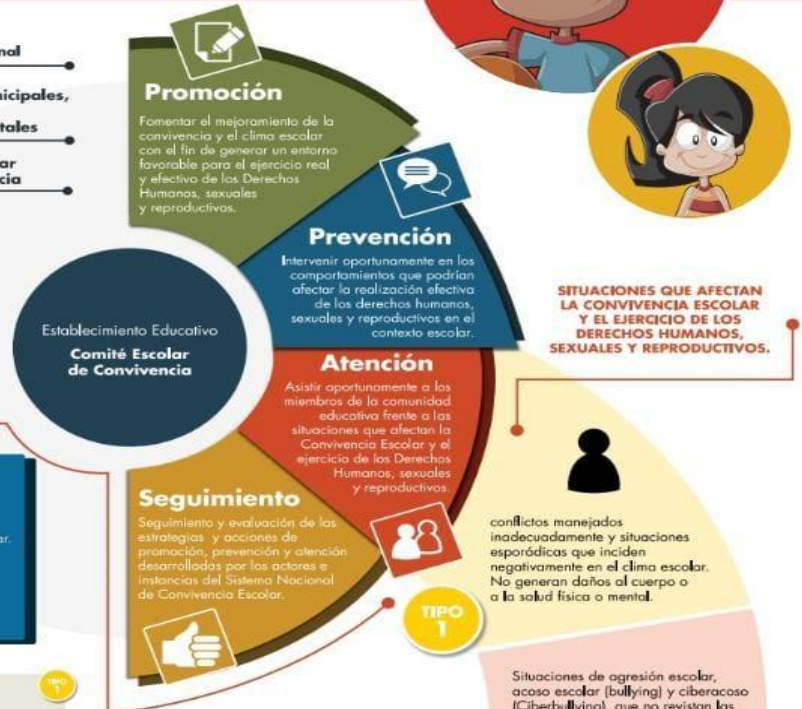 Promoción
Fomentar el mejoramiento de la
convivencia y el clima escolar
con el fin de generar un entorno
favorable para el ejercicio real
y efectivo de los Derechos
Humanos, sexuales
y reproductivos.
Prevención
Intervenir oportunamente en los
comportamientos que podrían
afectar la realización efectiva
de los derechos humanos,
sexuales y reproductivos en el
contexto escolar.
Establecimiento Educativo
Comité Escolar
de Convivencia
Atención
Asistir oportunamente a los
miembros de la comunidad
educativa frente a las
situaciones que afectan la
Convivencia Escolar y el
ejercicio de los Derechos
Humanos, sexuales
y reproductivos.
Seguimiento
Seguimiento y evaluación de las
estrategias y acciones de
promoción, prevención y atención
desarrolladas por los actores e
instancias del Sistema Nacional
de Convivencia Escolar.
SITUACIONES QUE AFECTAN
LA CONVIVENCIA ESCOLAR
Y EL EJERCICIO DE LOS
DERECHOS HUMANOS,
SEXUALES Y REPRODUCTIVOS.
conflictos manejados
inadecuadamente y situaciones
esporádicas que inciden
negativamente en el clima escolar.
No generan daños al cuerpo o
a la salud física o mental.
TIPO
1
Situaciones de agresión escolar,
acoso escolar (bullying) y ciberacoso
(Ciberbullying), que no revistan las